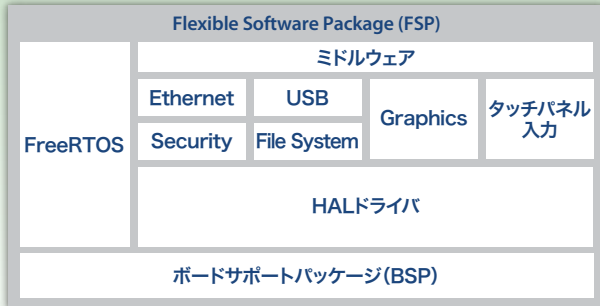 Flexible Software Package (FSP)
FreeRTOS
ミドルウェア
Ethernet
USB
Graphics
タッチパネル
入力
Security
File System
HALドライバ
ボードサポートパッケージ(BSP)